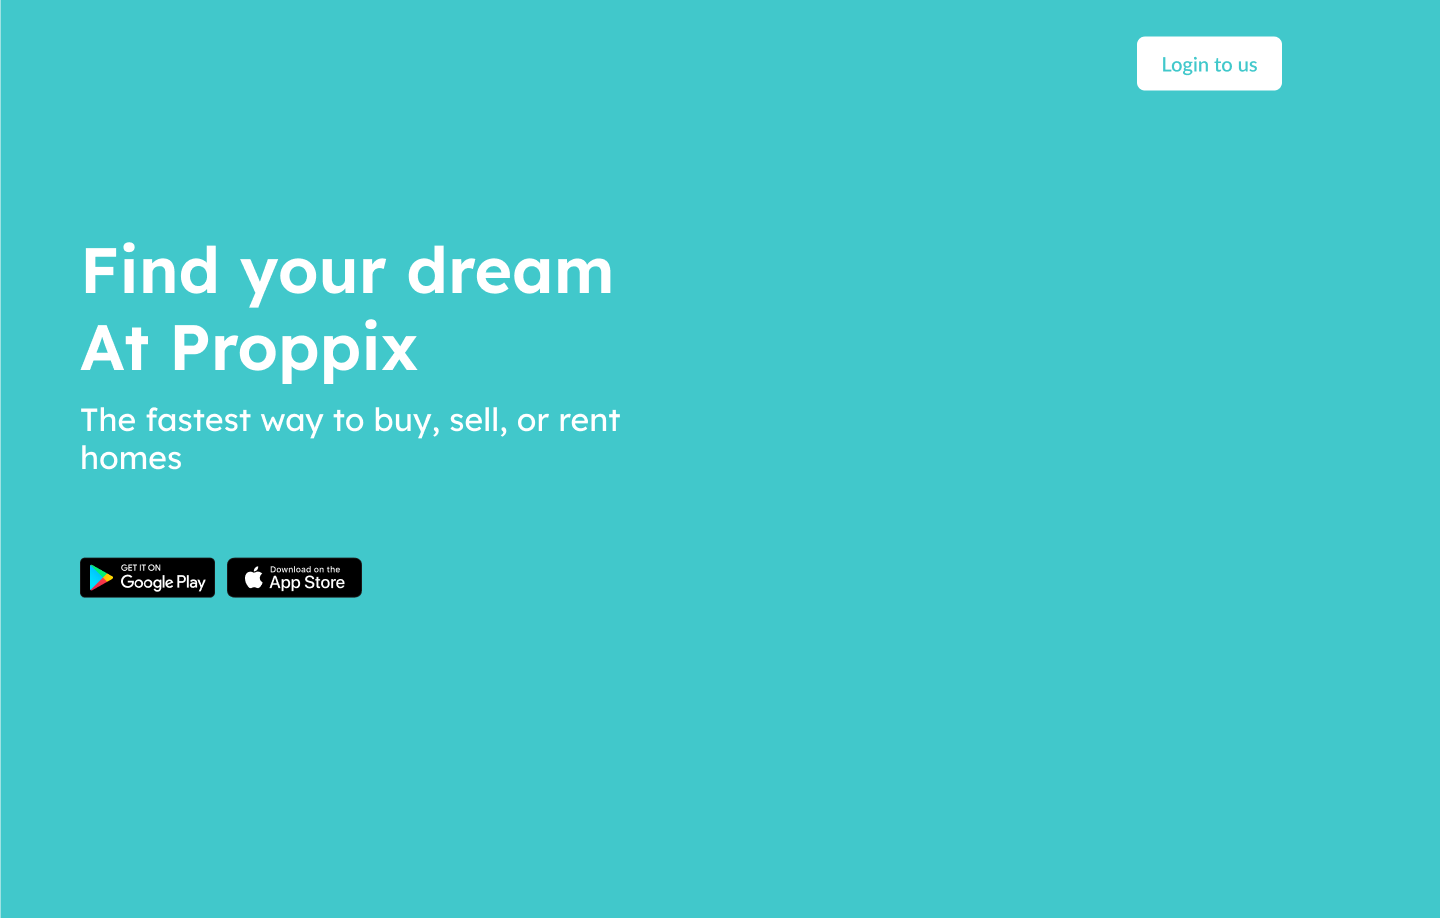 Login to us
Find your dream
At Proppix
The fastest way to buy, sell, or rent
homes
GET IT ON
Google Play
Download on the
App Store